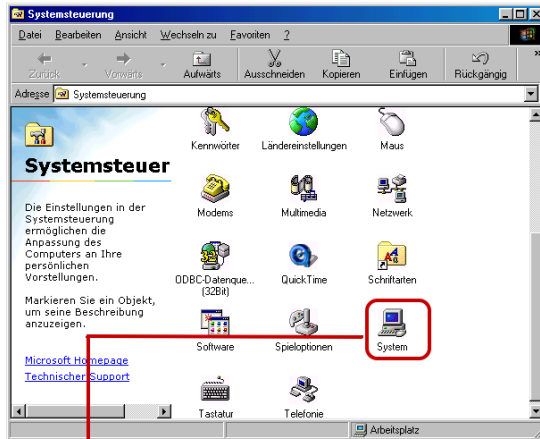 Systemsteuerung
Datei Bearbeiten Ansicht Wechseln zu Favoriten ?
Zurück Vorwärts Aufwärts Ausschneiden Kopieren Einfügen Rückgängig »
Adresse Systemsteuerung
Systemsteuer
Die Einstellungen in der
Systemsteuerung
ermöglichen die
Anpassung des
Computers an Ihre
persönlichen
Vorstellungen.
Markieren Sie ein Objekt,
um seine Beschreibung
anzuzeigen.
Microsoft Homepage
Technischer Support
Kennwörter Ländereinstellungen Maus
Modems Multimedia Netzwerk
ODBC-Datenque... QuickTime Schriftarten
(32Bit)
Software Spieloptionen System
Tastatur Telefonie
Arbeitsplatz